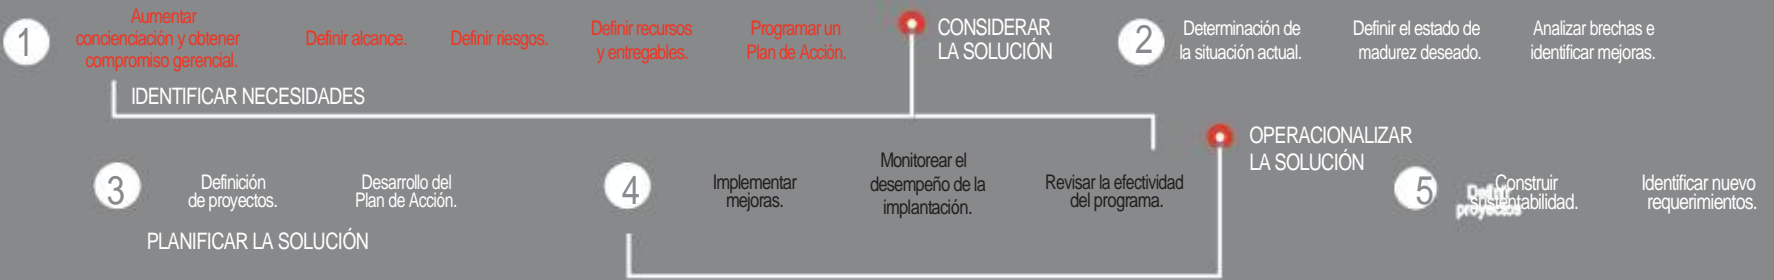 1
Aumentar
concienciación y obtener
compromiso gerencial.
Definir alcance.
Definir riesgos.
Definir recursos
y entregables.
Programar un
Plan de Acción.
IDENTIFICAR NECESIDADES
CONSIDERAR
LA SOLUCIÓN
2
Determinación de
la situación actual.
Definir el estado de
madurez deseado.
Analizar brechas e
identificar mejoras.
3
Definición
de proyectos.
Desarrollo del
Plan de Acción.
PLANIFICAR LA SOLUCIÓN
4
Implementar
mejoras.
Monitorear el
desempeño de la
implantación.
Revisar la efectividad
del programa.
OPERACIONALIZAR
LA SOLUCIÓN
5
Definir
proyectos
Construir
sustentabilidad.
Identificar nuevo
requerimientos.